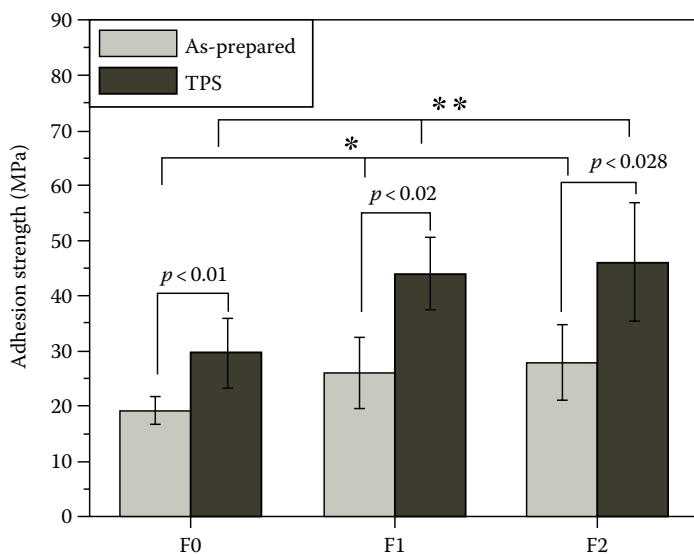 90
80
70
60
50
40
30
20
10
0
Adhesion strength (MPa)
As-prepared
TPS
**
*
p < 0.01
p < 0.02
p < 0.028
F0
F1
F2